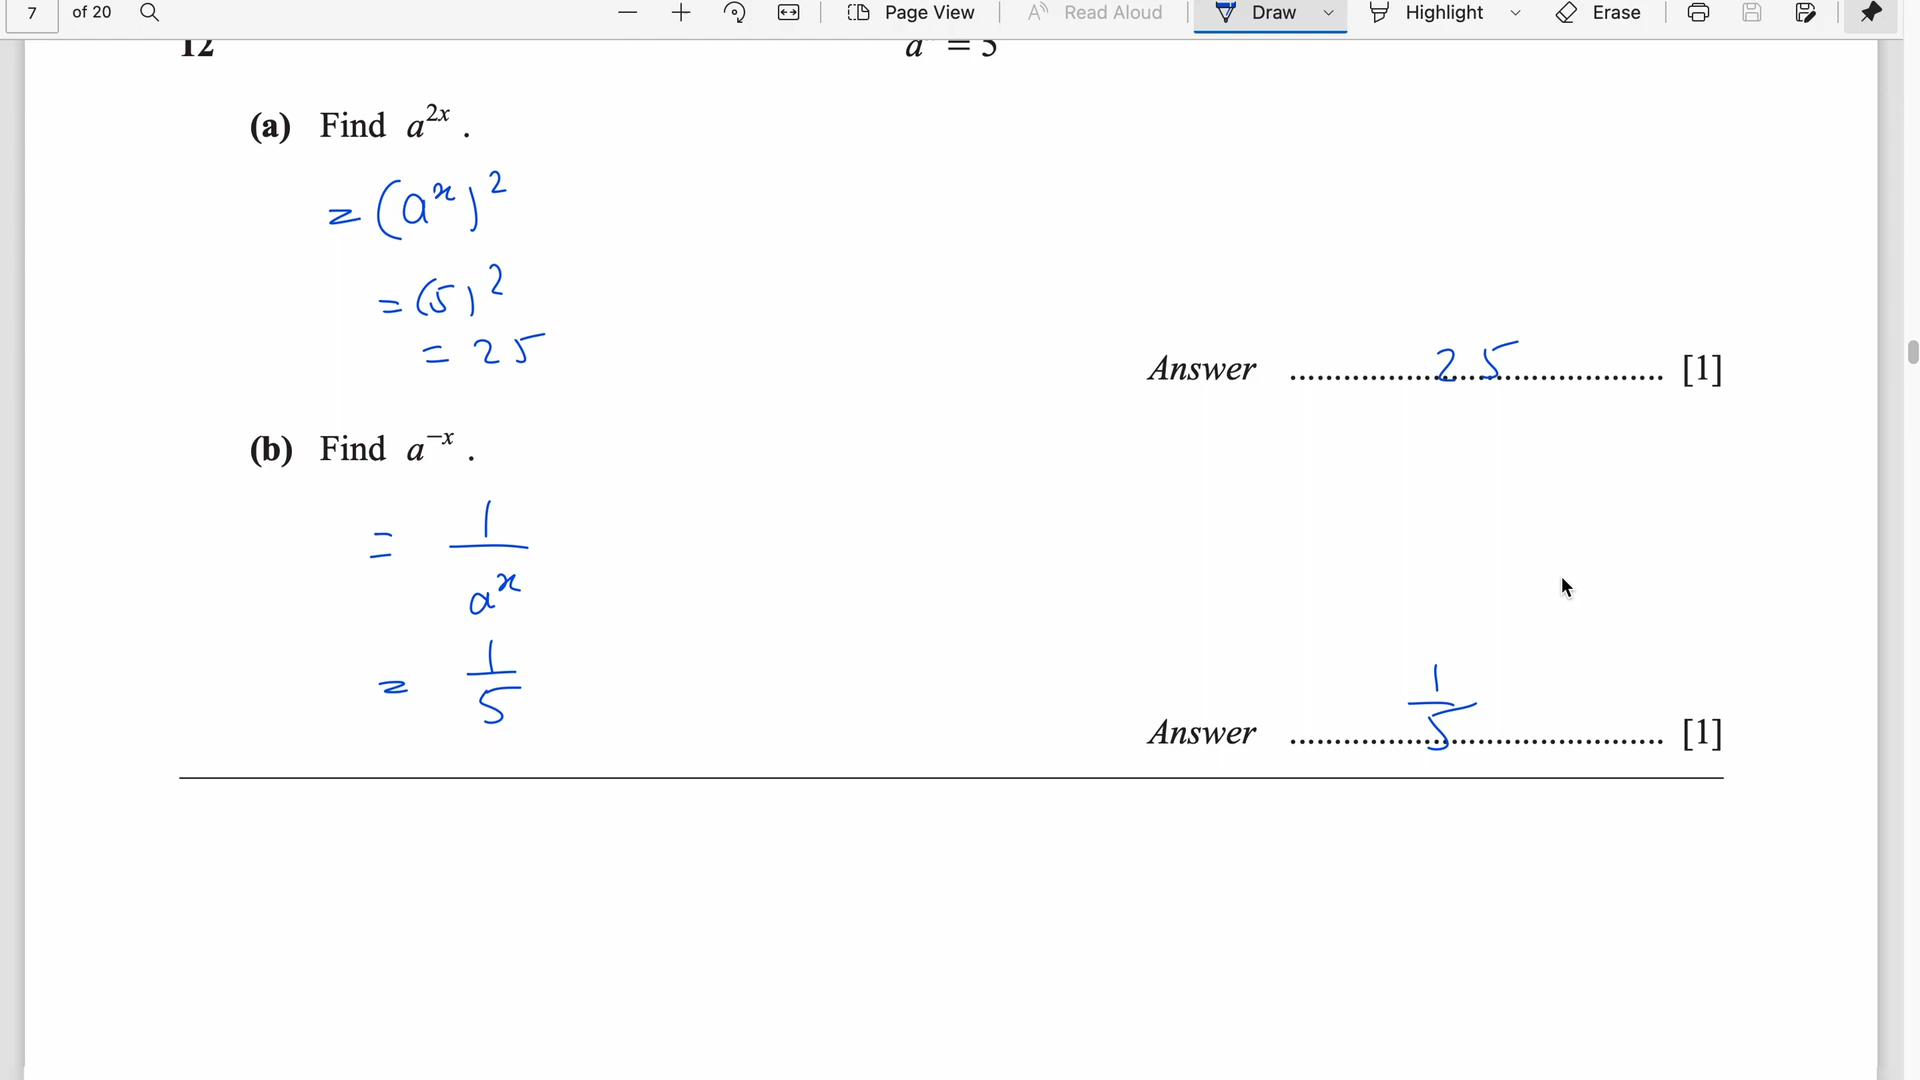 7 of 20 Page View Read Aloud Draw Highlight Erase
12 a = 5
(a) Find a^{2x} .
= (a^x)^2
= (5)^2
= 25
Answer ........25........ [1]
(b) Find a^{-x} .
= 1/a^x
= 1/5
Answer ........1/5........ [1]